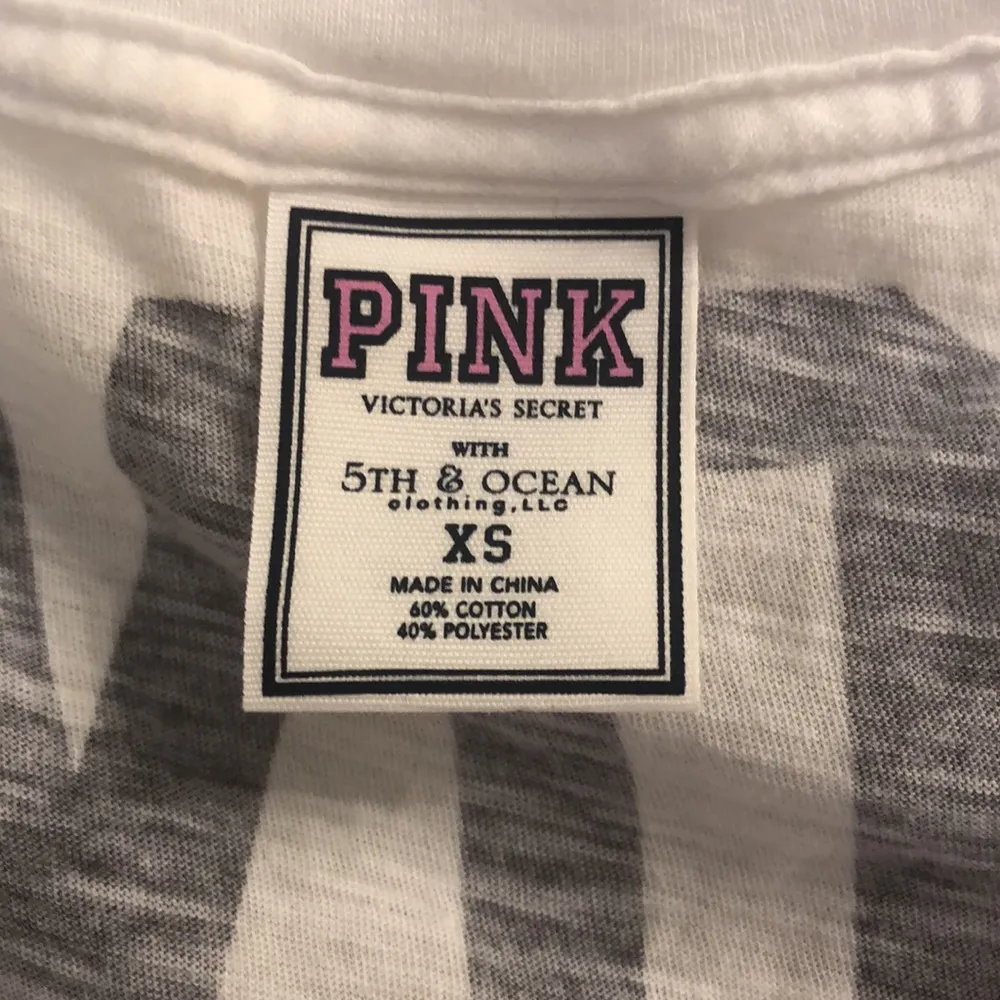 PINK
VICTORIA'S SECRET
WITH
5TH & OCEAN
clothing, LLC
XS
MADE IN CHINA
60% COTTON
40% POLYESTER